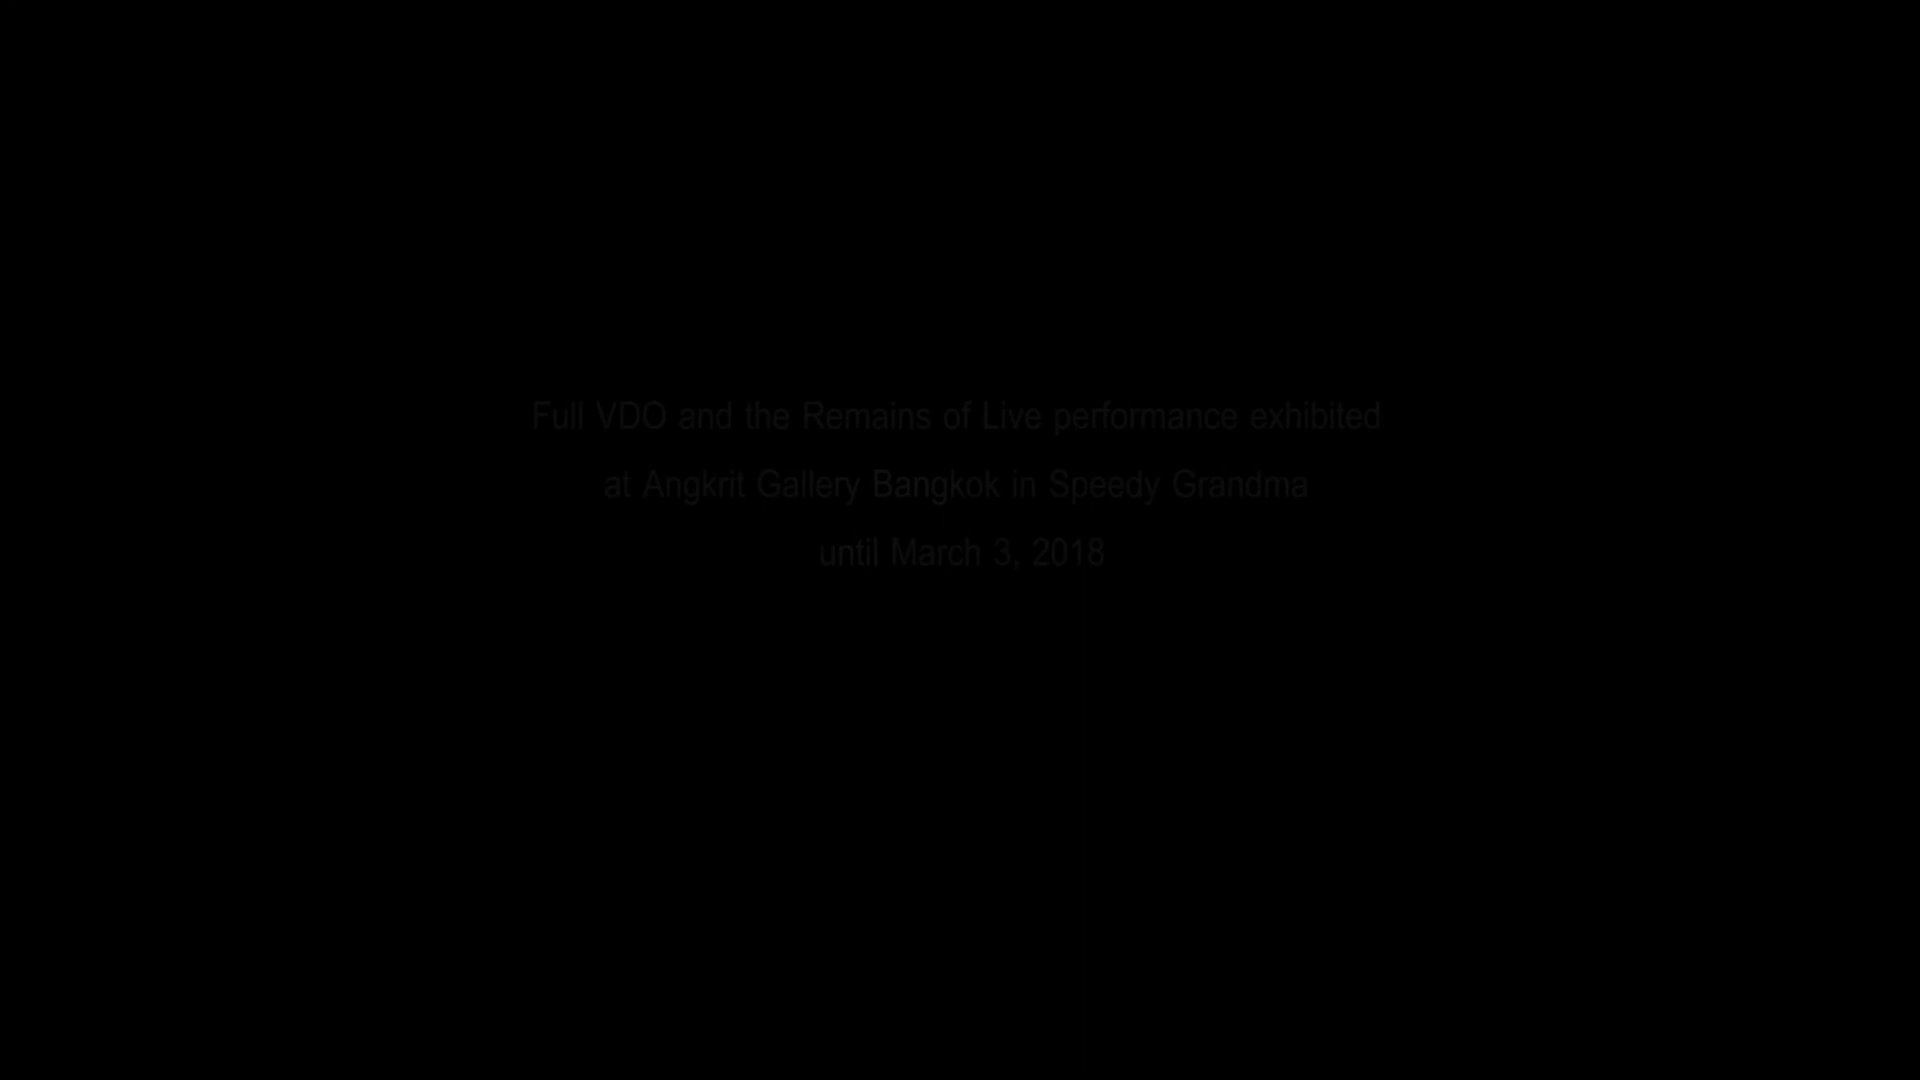 Full VDO and the Remains of Live performance exhibited
at Angkrit Gallery Bangkok in Speedy Grandma
until March 3, 2018